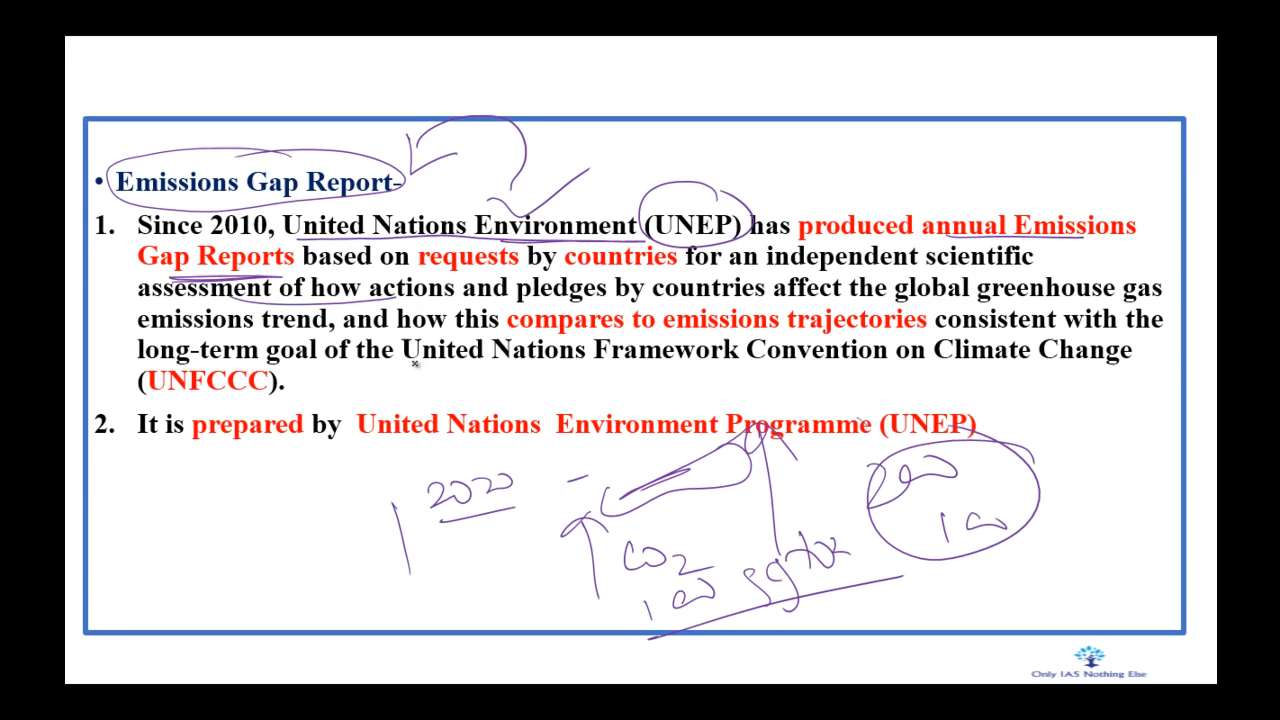 • Emissions Gap Report-
1. Since 2010, United Nations Environment (UNEP) has produced annual Emissions
Gap Reports based on requests by countries for an independent scientific
assessment of how actions and pledges by countries affect the global greenhouse gas
emissions trend, and how this compares to emissions trajectories consistent with the
long-term goal of the United Nations Framework Convention on Climate Change
(UNFCCC).
2. It is prepared by United Nations Environment Programme (UNEP)
2020
CO2
100
Only IAS Nothing Else